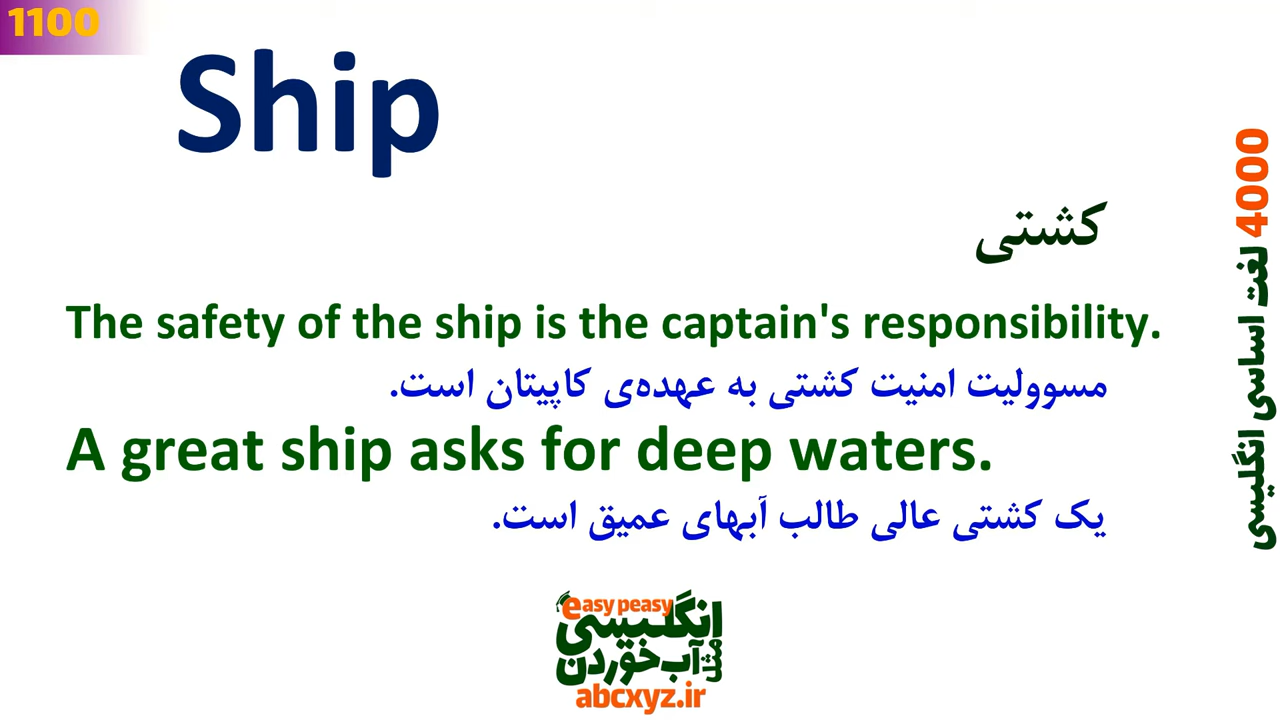 1100
Ship
کشتی
The safety of the ship is the captain's responsibility.
مسوولیت امنیت کشتی به عهده‌ی کاپیتان است.
A great ship asks for deep waters.
یک کشتی عالی طالب آبهای عمیق است.
4000 لغت اساسی انگلیسی
easy peasy
انگلیسی
مثل آب خوردن
abcxyz.ir